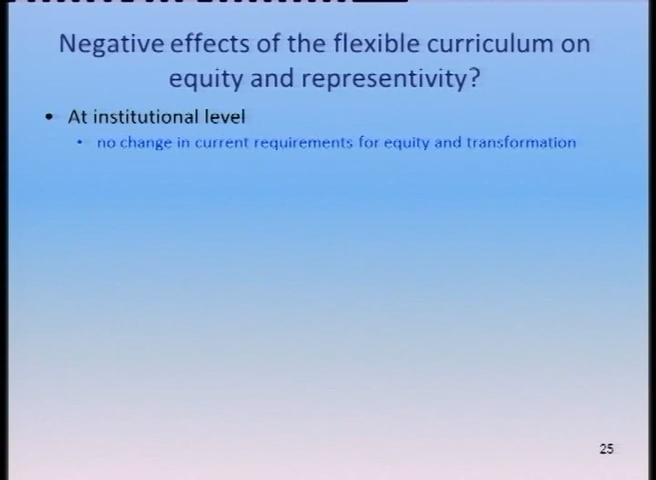 Negative effects of the flexible curriculum on
equity and representivity?
• At institutional level
• no change in current requirements for equity and transformation
25